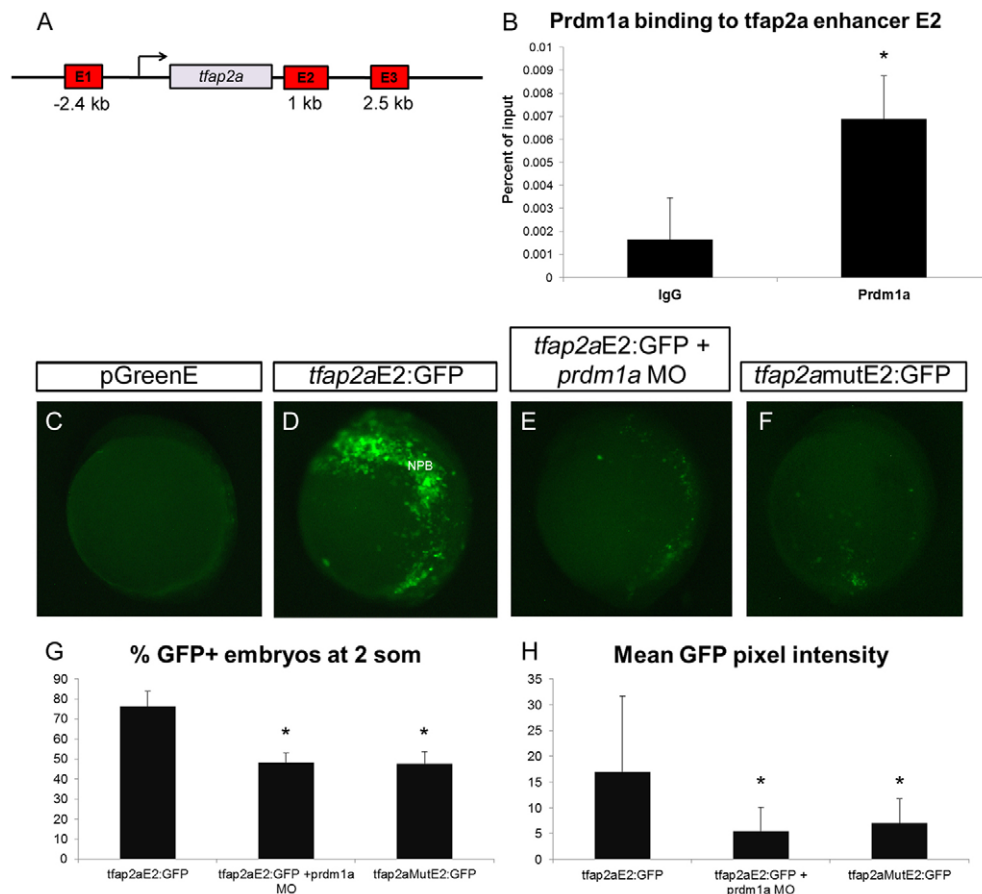 A
E1
tfap2a
E2
E3
-2.4 kb
1 kb
2.5 kb
B
Prdm1a binding to tfap2a enhancer E2
Percent of input
0.01
0.009
0.008
0.007
0.006
0.005
0.004
0.003
0.002
0.001
0
*
IgG
Prdm1a
pGreenE
tfap2aE2:GFP
tfap2aE2:GFP +
prdm1a MO
tfap2amutE2:GFP
C
D
NPB
E
F
G
% GFP+ embryos at 2 som
90
80
70
60
50
40
30
20
10
0
*
*
tfap2aE2:GFP
tfap2aE2:GFP +prdm1a
MO
tfap2aMutE2:GFP
H
Mean GFP pixel intensity
35
30
25
20
15
10
5
0
*
*
tfap2aE2:GFP
tfap2aE2:GFP +
prdm1a MO
tfap2aMutE2:GFP